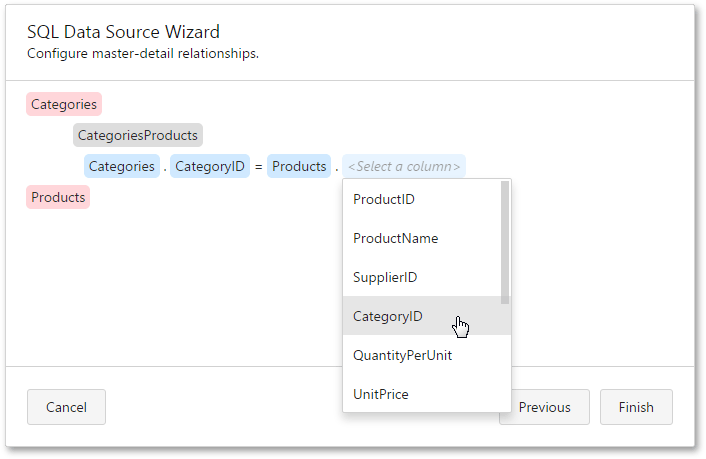 SQL Data Source Wizard
Configure master-detail relationships.
Categories
CategoriesProducts
Categories . CategoryID = Products . <Select a column>
Products
ProductID
ProductName
SupplierID
CategoryID
QuantityPerUnit
UnitPrice
Cancel Previous Finish